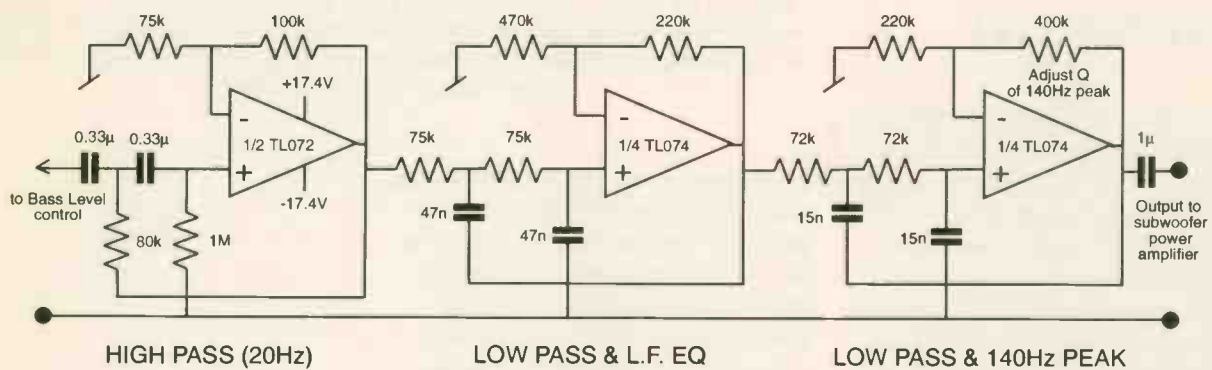 75k
100k
470k
220k
220k
400k
Adjust Q
of 140Hz peak
+17.4V
0.33µ
0.33µ
-
1/2 TL072
+
-17.4V
75k
75k
-
1/4 TL074
+
72k
72k
-
1/4 TL074
+
1µ
to Bass Level
control
80k
1M
47n
47n
15n
15n
Output to
subwoofer
power
amplifier
HIGH PASS (20Hz)
LOW PASS & L.F. EQ
LOW PASS & 140Hz PEAK